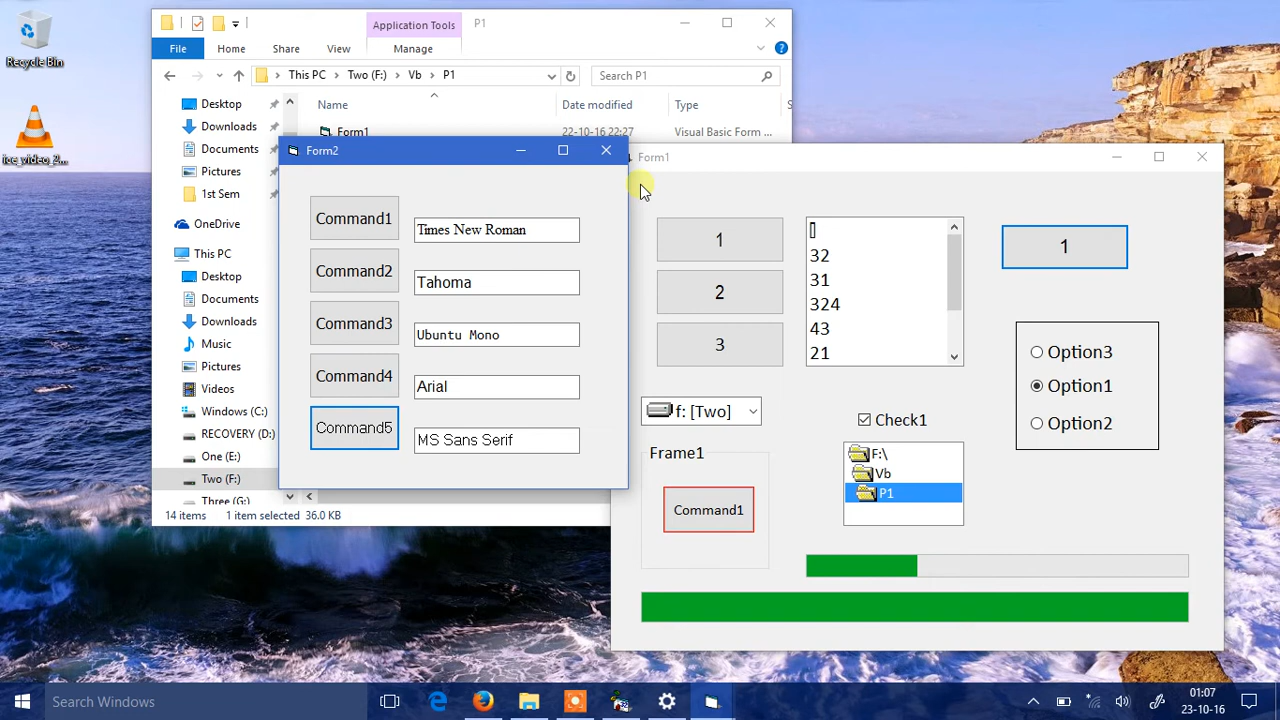 Recycle Bin
ice_video_2...
Application Tools
P1
File
Home
Share
View
Manage
This PC
Two (F:)
Vb
P1
Search P1
Name
Date modified
Type
Form1
22-10-16 22:27
Visual Basic Form ...
Desktop
Downloads
Documents
Pictures
1st Sem
OneDrive
This PC
Desktop
Documents
Downloads
Music
Pictures
Videos
Windows (C:)
RECOVERY (D:)
One (E:)
Two (F:)
Three (G:)
14 items
1 item selected 36.0 KB
Form2
Command1
Times New Roman
Command2
Tahoma
Command3
Ubuntu Mono
Command4
Arial
Command5
MS Sans Serif
Form1
1
2
3
32
31
324
43
21
1
Option3
Option1
Option2
f: [Two]
Check1
Frame1
Command1
F:\
Vb
P1
Search Windows
01:07
23-10-16